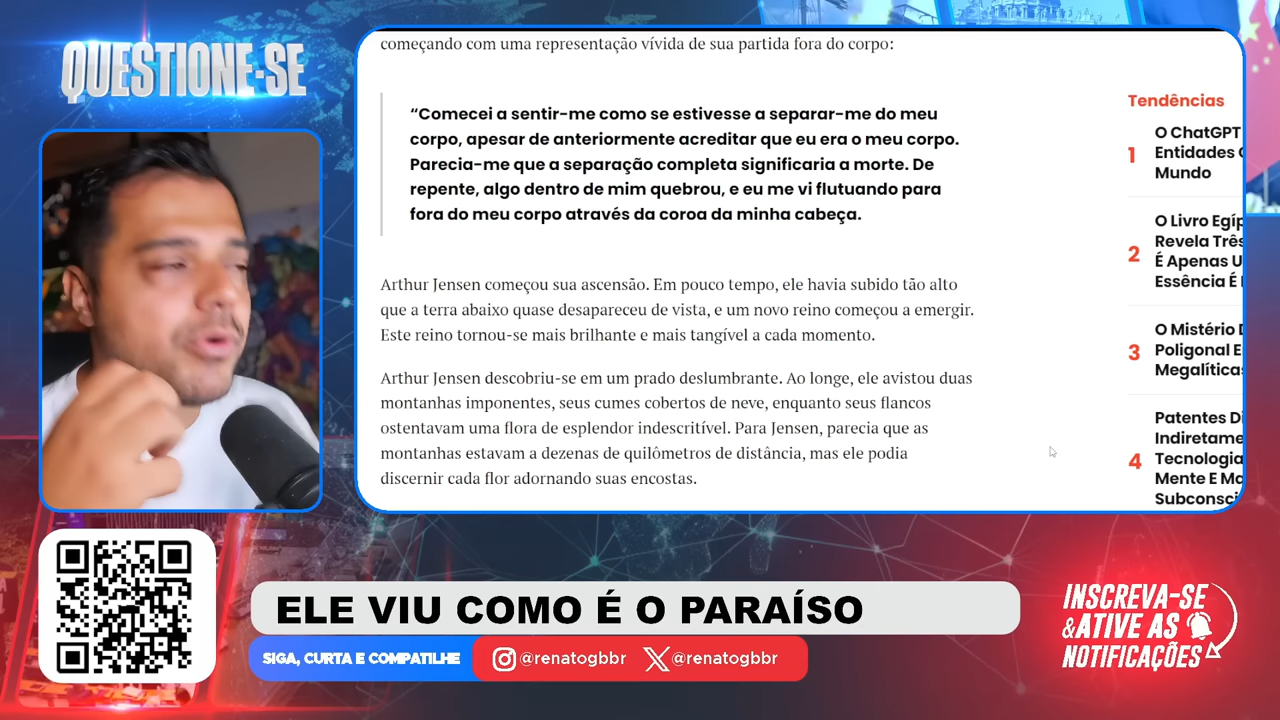 QUESTIONE-SE
começando com uma representação vívida de sua partida fora do corpo:
“Comecei a sentir-me como se estivesse a separar-me do meu
corpo, apesar de anteriormente acreditar que eu era o meu corpo.
Parecia-me que a separação completa significaria a morte. De
repente, algo dentro de mim quebrou, e eu me vi flutuando para
fora do meu corpo através da coroa da minha cabeça.
Arthur Jensen começou sua ascensão. Em pouco tempo, ele havia subido tão alto
que a terra abaixo quase desapareceu de vista, e um novo reino começou a emergir.
Este reino tornou-se mais brilhante e mais tangível a cada momento.
Arthur Jensen descobriu-se em um prado deslumbrante. Ao longe, ele avistou duas
montanhas imponentes, seus cumes cobertos de neve, enquanto seus flancos
ostentavam uma flora de esplendor indescritível. Para Jensen, parecia que as
montanhas estavam a dezenas de quilômetros de distância, mas ele podia
discernir cada flor adornando suas encostas.
Tendências
1
O ChatGPT
Entidades
Mundo
2
O Livro
Revela Três
É Apenas
Essência É
3
O Mistério
Poligonal
Megalíticas
4
Patentes
Mente E
ELE VIU COMO É O PARAÍSO
SIGA, CURTA E COMPATILHE
@renatogbbr
@renatogbbr
INSCREVA-SE
&ATIVE AS
NOTIFICAÇÕES